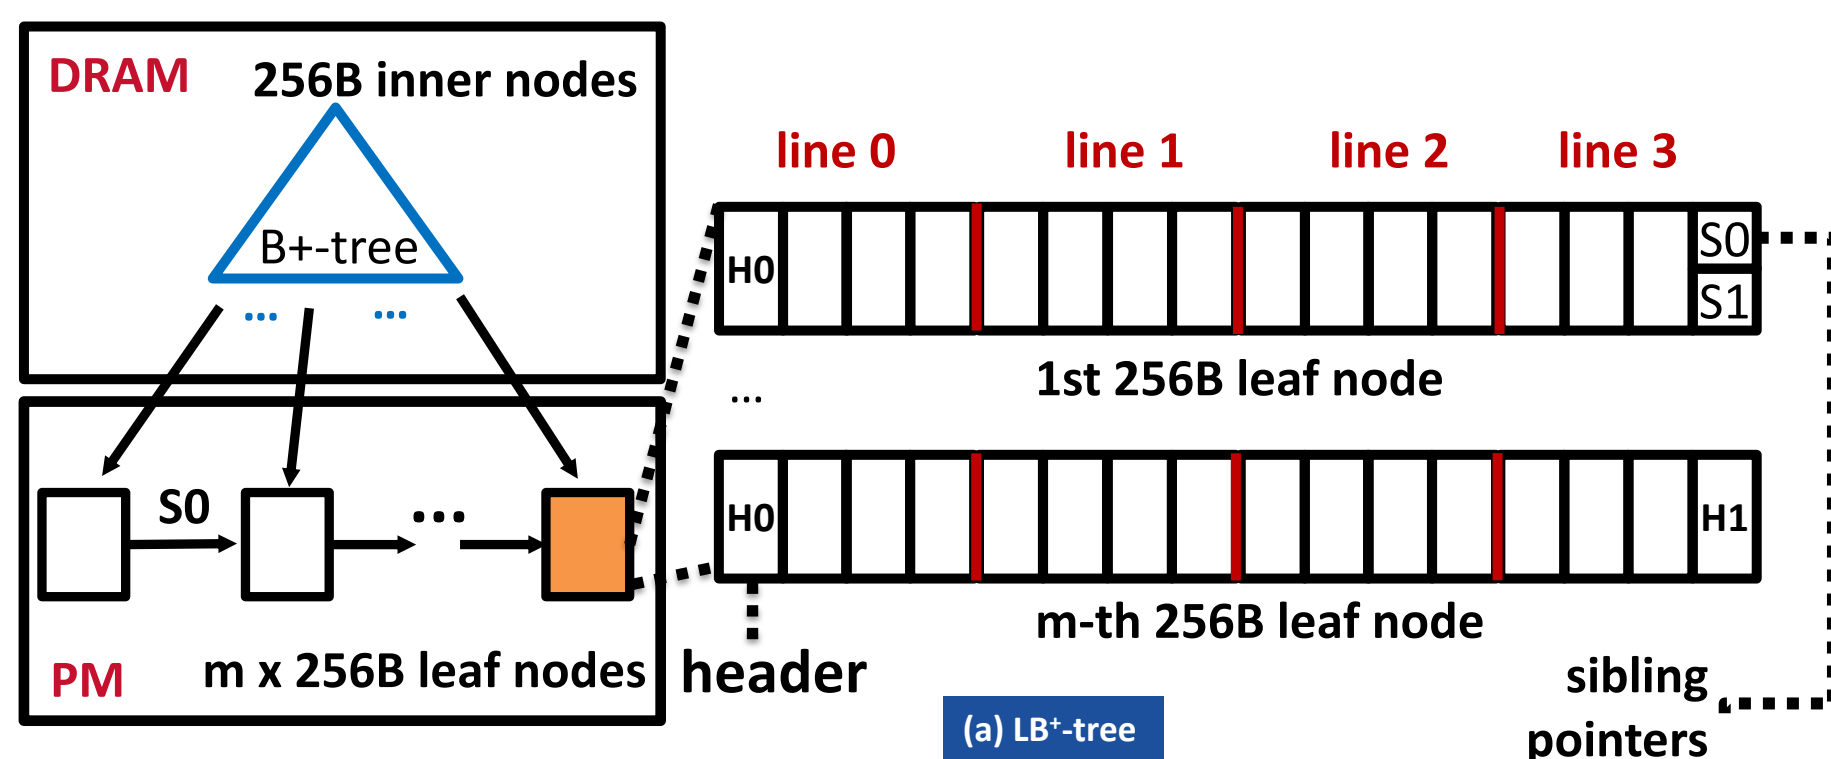 DRAM
256B inner nodes
B+-tree
...
...
S0
...
PM
m x 256B leaf nodes
line 0
line 1
line 2
line 3
H0
S0
S1
1st 256B leaf node
...
H0
H1
m-th 256B leaf node
header
sibling
pointers
(a) LB⁺-tree